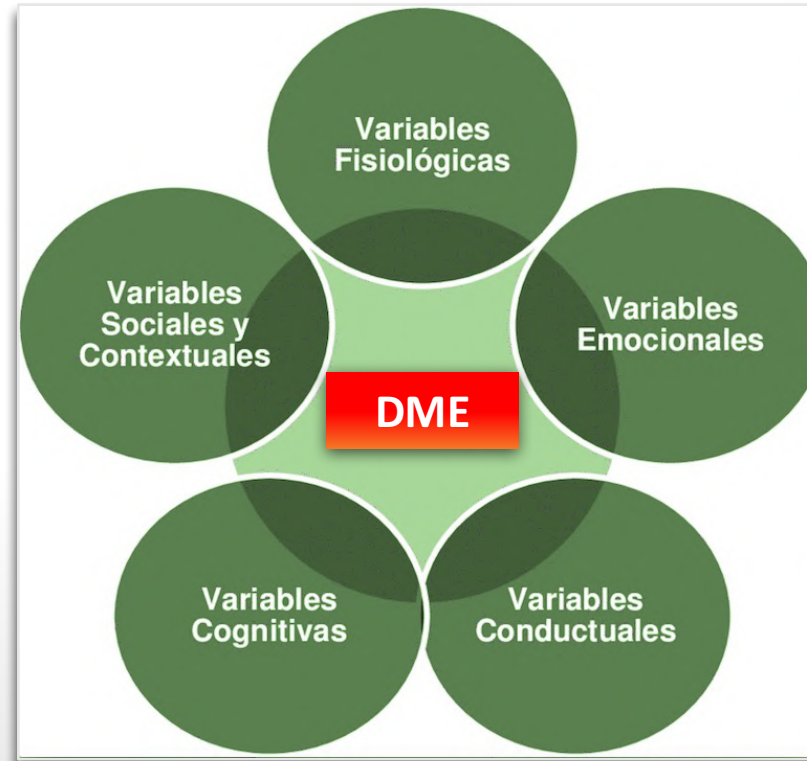 Variables
Fisiológicas
Variables
Sociales y
Contextuales
Variables
Emocionales
DME
Variables
Cognitivas
Variables
Conductuales